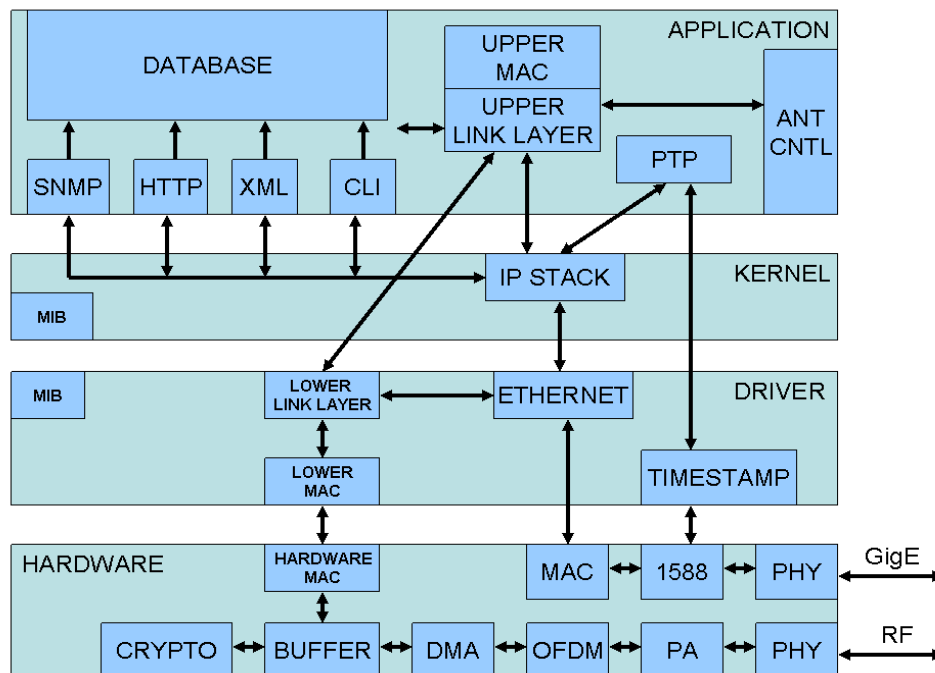 APPLICATION
DATABASE
UPPER
MAC
UPPER
LINK LAYER
ANT
CNTL
PTP
SNMP
HTTP
XML
CLI
KERNEL
IP STACK
MIB
DRIVER
MIB
LOWER
LINK LAYER
ETHERNET
LOWER
MAC
TIMESTAMP
HARDWARE
HARDWARE
MAC
MAC
1588
PHY
GigE
CRYPTO
BUFFER
DMA
OFDM
PA
PHY
RF